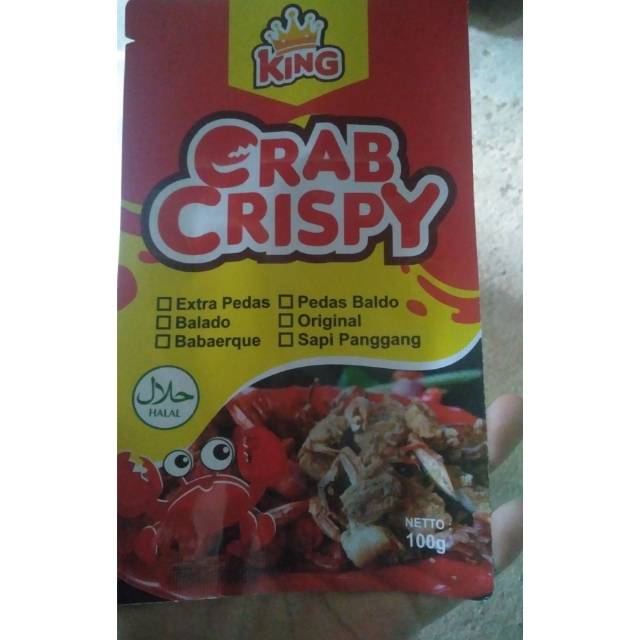 KING
CRAB
CRISPY
Extra Pedas
Pedas Baldo
Balado
Original
Babaerque
Sapi Panggang
حلال
HALAL
NETTO
100g